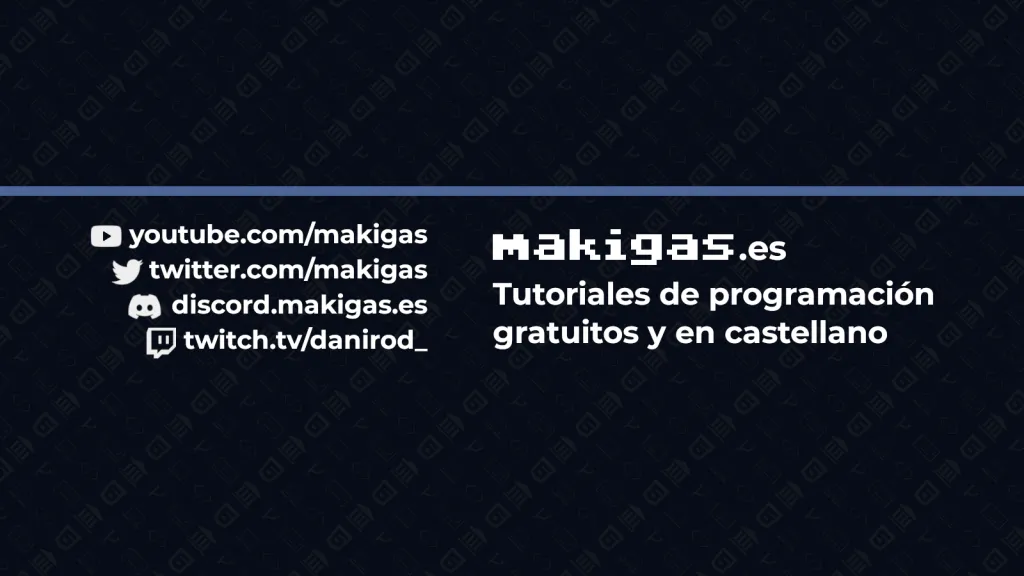 youtube.com/makigas
twitter.com/makigas
discord.makigas.es
twitch.tv/danirod_
makigas.es
Tutoriales de programación
gratuitos y en castellano